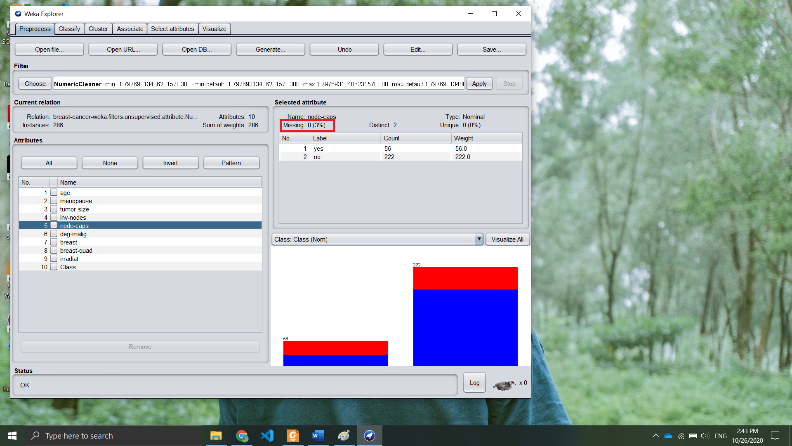 Weka Explorer
Preprocess Classify Cluster Associate Select attributes Visualize
Open file... Open URL... Open DB... Generate... Undo Edit... Save...
Filter
Choose NumericCleaner Apply Stop
Current relation
Relation: breast-cancer-weka.filters.unsupervised.attribute.Nu... Attributes: 10
Instances: 286 Sum of weights: 286
Selected attribute
Name: node-caps Type: Nominal
Missing: 8 (3%) Distinct: 2 Unique: 0 (0%)
No. Label Count Weight
1 yes 56 56.0
2 no 222 222.0
Attributes
All None Invert Pattern
No. Name
1 age
2 menopause
3 tumor-size
4 inv-nodes
5 node-caps
6 deg-malig
7 breast
8 breast-quad
9 irradiat
10 Class
Remove
Class: Class (Nom) Visualize All
222
Status
OK Log x 0
Type here to search
ENG
2:43 PM
10/26/2020